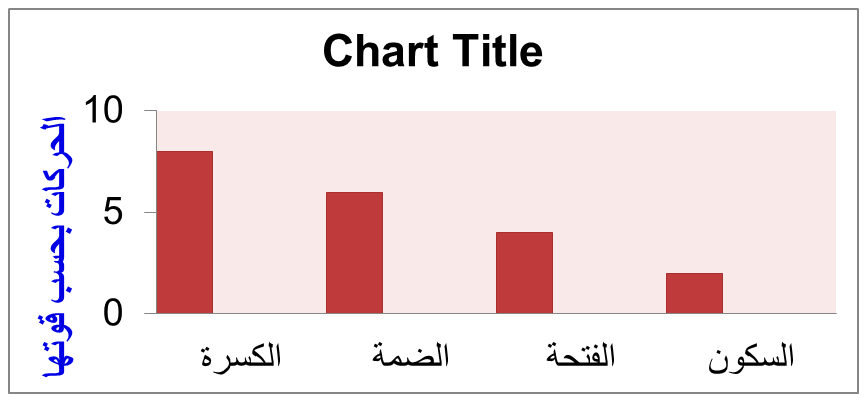 Chart Title
الحركات بحسب قوتها
10
5
0
الكسرة الضمة الفتحة السكون